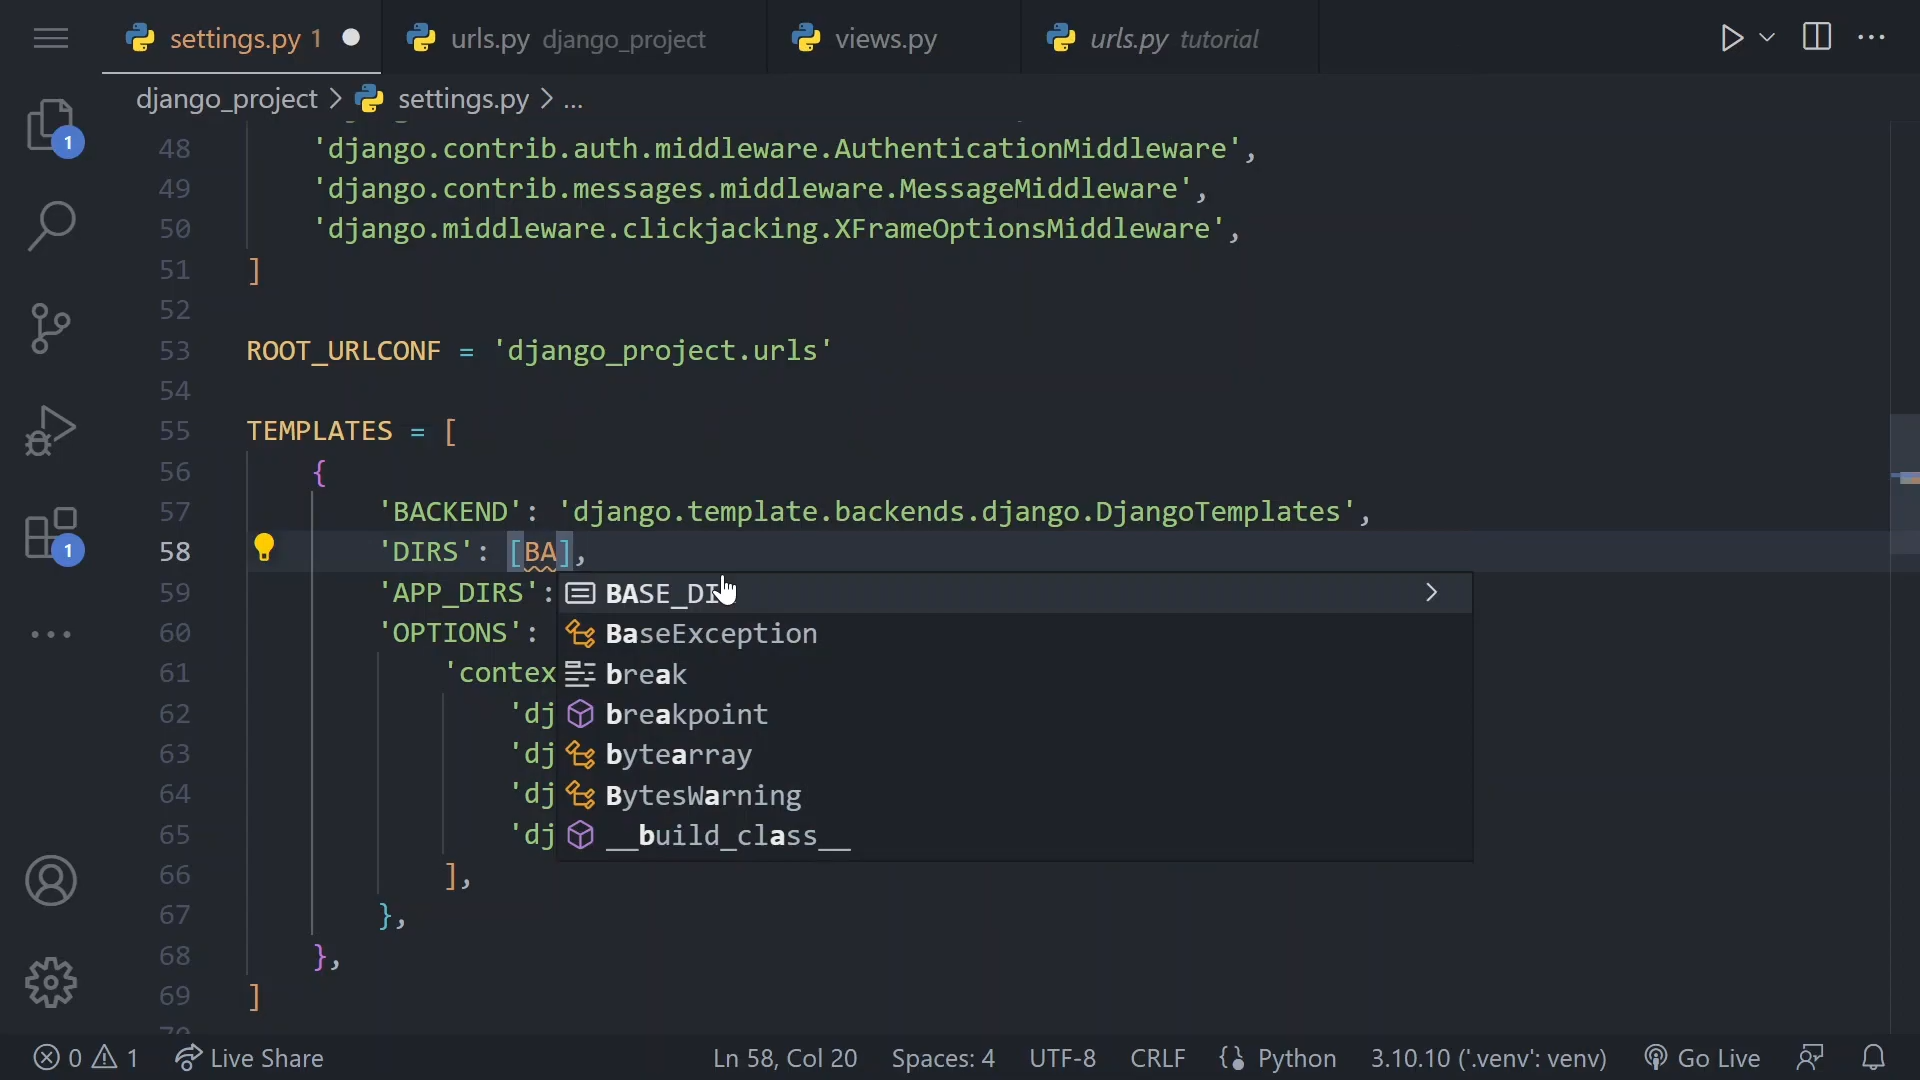 settings.py 1
urls.py django_project
views.py
urls.py tutorial
django_project > settings.py > ...
48 'django.contrib.auth.middleware.AuthenticationMiddleware',
49 'django.contrib.messages.middleware.MessageMiddleware',
50 'django.middleware.clickjacking.XFrameOptionsMiddleware',
51 ]
52
53 ROOT_URLCONF = 'django_project.urls'
54
55 TEMPLATES = [
56 {
57 'BACKEND': 'django.template.backends.django.DjangoTemplates',
58 'DIRS': [BA],
59 'APP_DIRS':
60 'OPTIONS':
61 'contex
62 'dj
63 'dj
64 'dj
65 'dj
66 ],
67 },
68 },
69 ]
BASE_DI
BaseException
break
breakpoint
bytearray
BytesWarning
__build_class__
1
1
0 1 Live Share
Ln 58, Col 20 Spaces: 4 UTF-8 CRLF {} Python 3.10.10 ('.venv': venv) Go Live